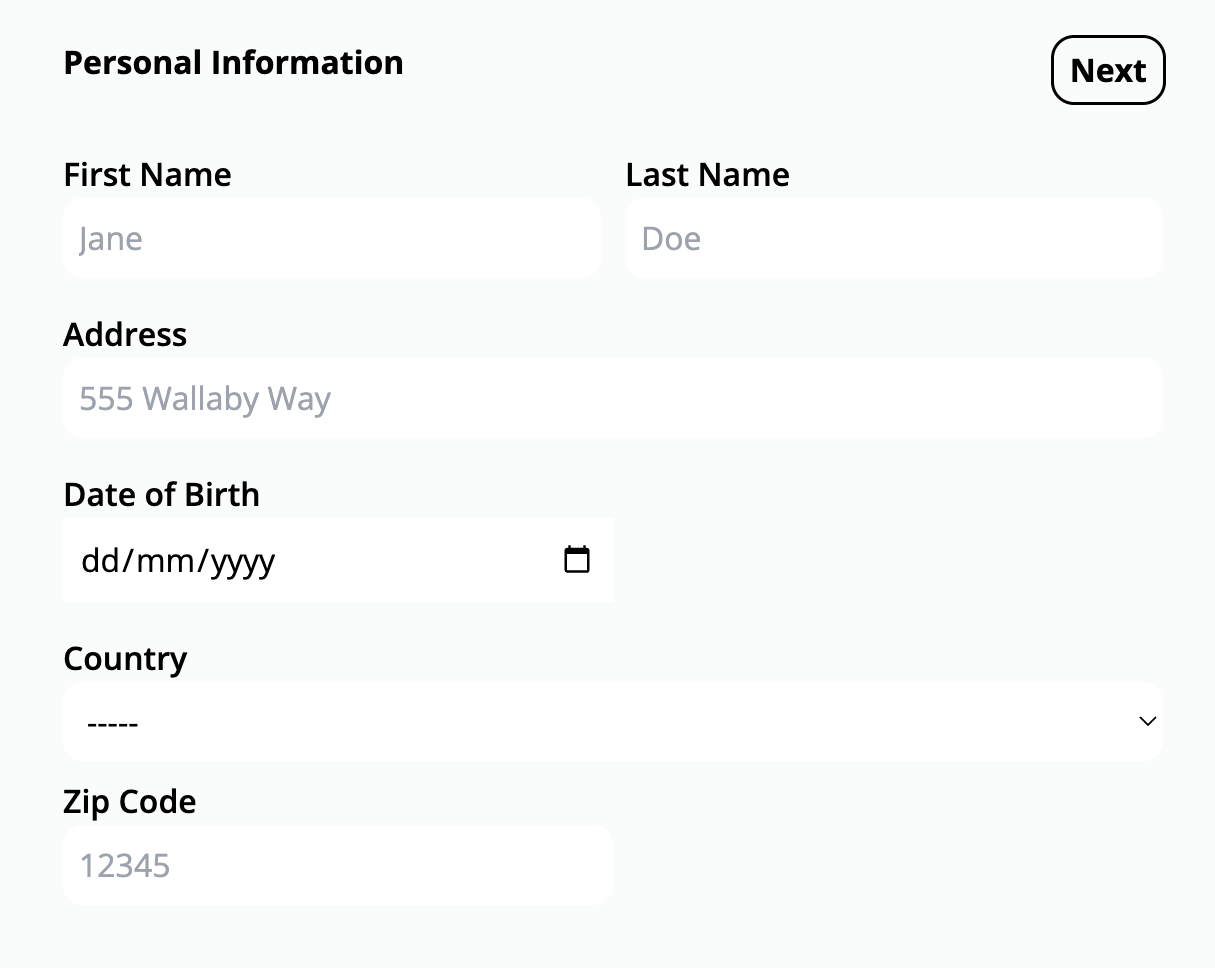 Personal Information
Next
First Name
Last Name
Jane
Doe
Address
555 Wallaby Way
Date of Birth
dd/mm/yyyy
Country
-----
Zip Code
12345